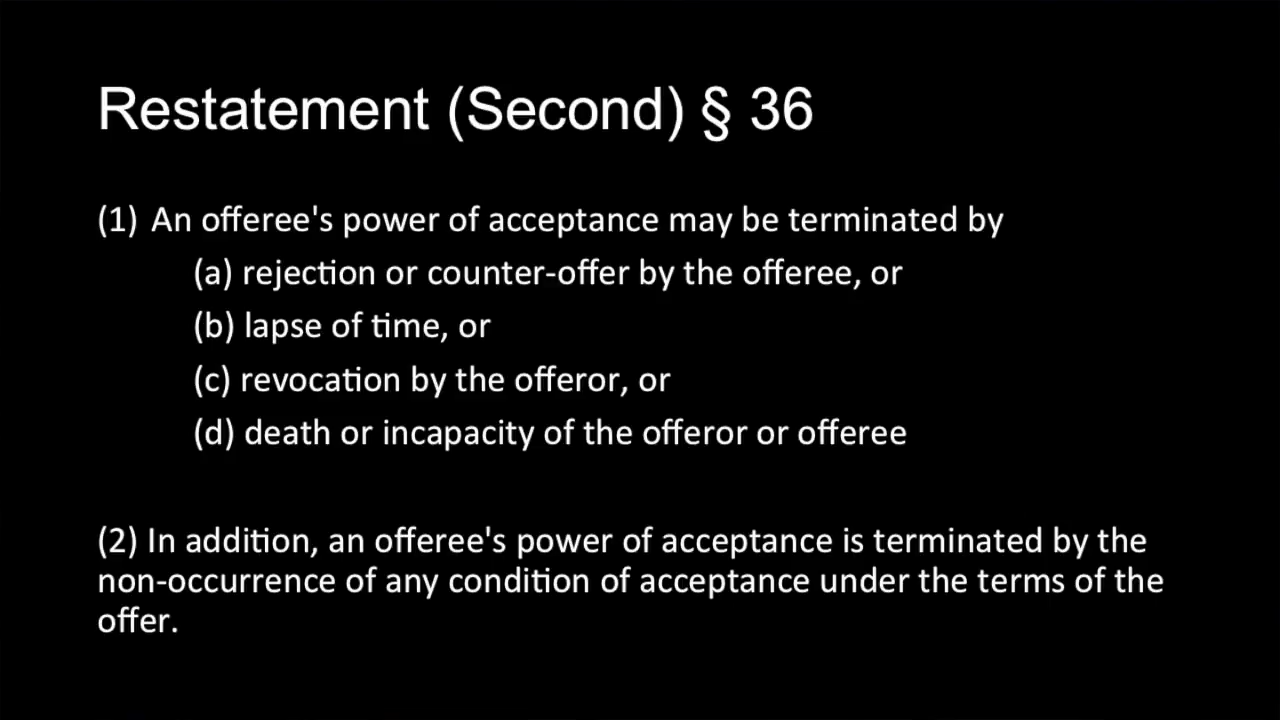 Restatement (Second) § 36
(1) An offeree's power of acceptance may be terminated by
(a) rejection or counter-offer by the offeree, or
(b) lapse of time, or
(c) revocation by the offeror, or
(d) death or incapacity of the offeror or offeree
(2) In addition, an offeree's power of acceptance is terminated by the
non-occurrence of any condition of acceptance under the terms of the
offer.